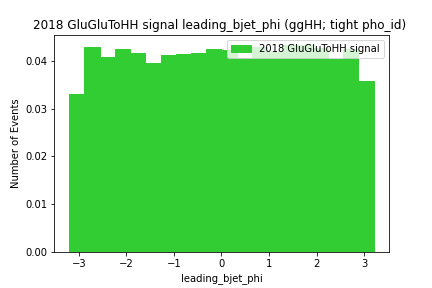 2018 GluGluToHH signal leading_bjet_phi (ggHH; tight pho_id)
2018 GluGluToHH signal
Number of Events
0.04
0.03
0.02
0.01
0.00
−3 −2 −1 0 1 2 3
leading_bjet_phi